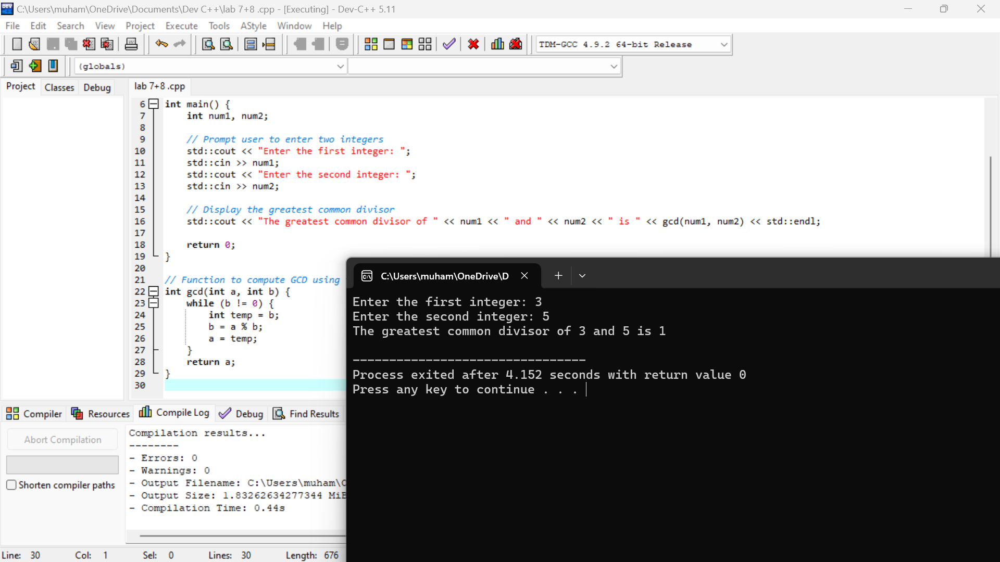 C:\Users\muham\OneDrive\Documents\Dev C++\lab 7+8 .cpp - [Executing] - Dev-C++ 5.11
File Edit Search View Project Execute Tools AStyle Window Help
TDM-GCC 4.9.2 64-bit Release
(globals)
Project Classes Debug
lab 7+8 .cpp
6 int main() {
7 int num1, num2;
8
9 // Prompt user to enter two integers
10 std::cout << "Enter the first integer: ";
11 std::cin >> num1;
12 std::cout << "Enter the second integer: ";
13 std::cin >> num2;
14
15 // Display the greatest common divisor
16 std::cout << "The greatest common divisor of " << num1 << " and " << num2 << " is " << gcd(num1, num2) << std::endl;
17
18 return 0;
19 }
20
21 // Function to compute GCD using
22 int gcd(int a, int b) {
23 while (b != 0) {
24 int temp = b;
25 b = a % b;
26 a = temp;
27 }
28 return a;
29 }
30
C:\Users\muham\OneDrive\D
Enter the first integer: 3
Enter the second integer: 5
The greatest common divisor of 3 and 5 is 1
--------------------------------
Process exited after 4.152 seconds with return value 0
Press any key to continue . . .
Compiler Resources Compile Log Debug Find Results
Abort Compilation
Shorten compiler paths
Compilation results...
--------
- Errors: 0
- Warnings: 0
- Output Filename: C:\Users\muham\O
- Output Size: 1.83262634277344 MiB
- Compilation Time: 0.44s
Line: 30 Col: 1 Sel: 0 Lines: 30 Length: 676